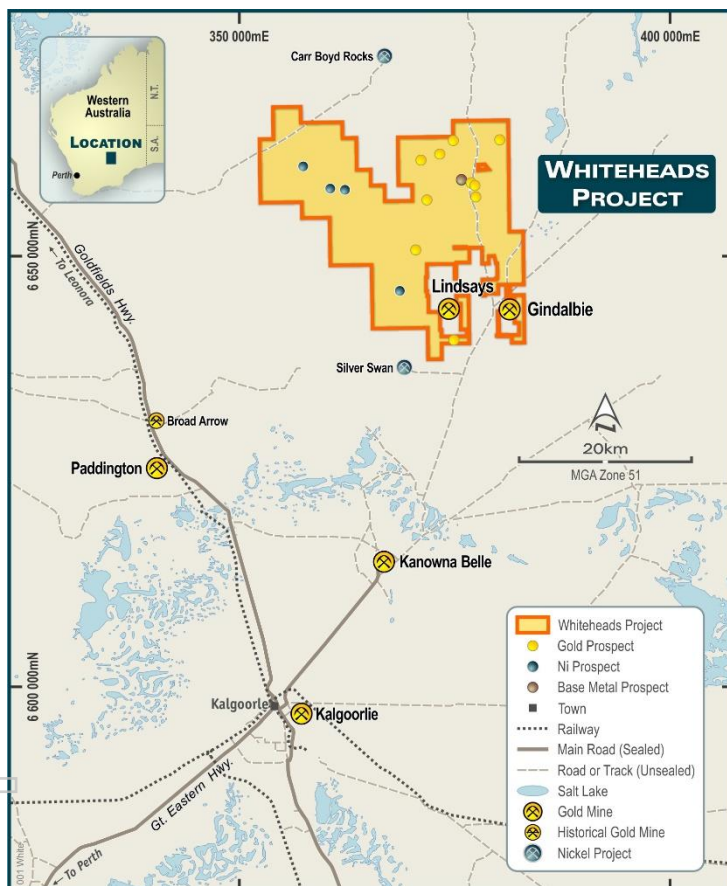 350 000mE
400 000mE
Carr Boyd Rocks
Western
Australia
N.T.
S.A.
LOCATION
Perth
WHITEHEADS
PROJECT
6 650 000mN
To Leonora
Goldfields Hwy.
Lindsays
Gindalbie
Silver Swan
Broad Arrow
Paddington
20km
MGA Zone 51
Kanowna Belle
6 600 000mN
Kalgoorlie
Kalgoorlie
Gt. Eastern Hwy.
To Perth
001 White
Whiteheads Project
Gold Prospect
Ni Prospect
Base Metal Prospect
Town
Railway
Main Road (Sealed)
Road or Track (Unsealed)
Salt Lake
Gold Mine
Historical Gold Mine
Nickel Project